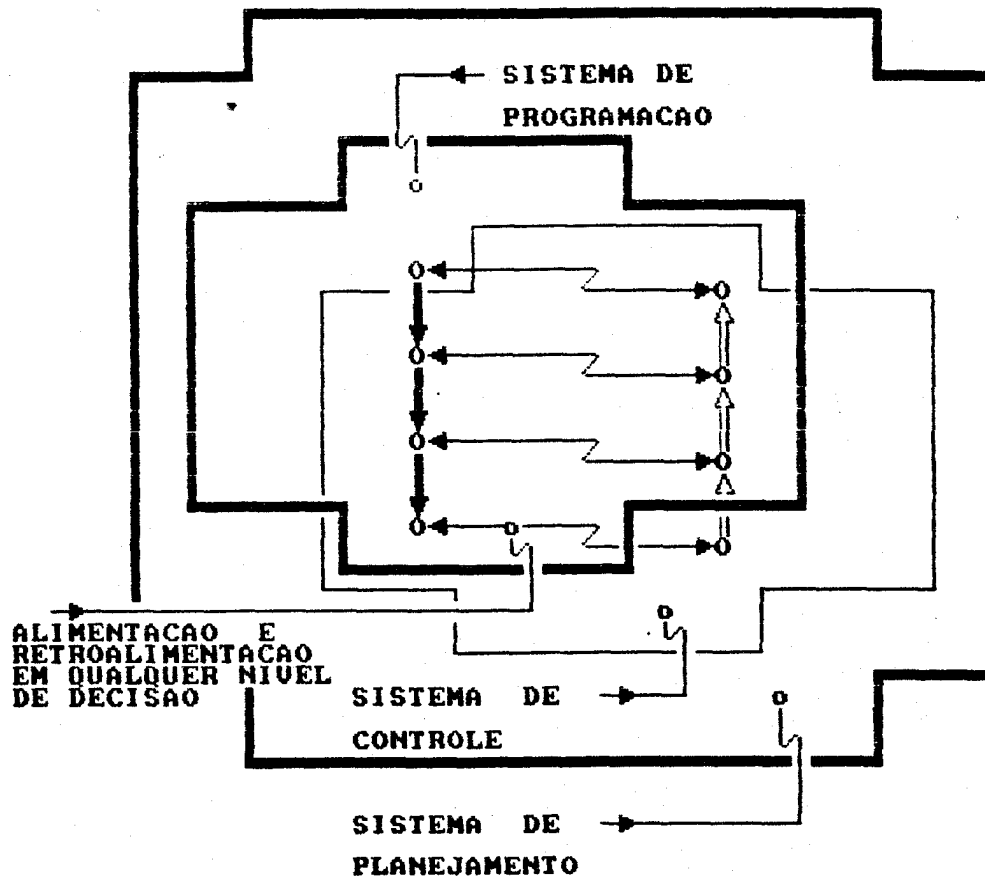 SISTEMA DE
PROGRAMACAO
ALIMENTACAO E
RETROALIMENTACAO
EM QUALQUER NIVEL
DE DECISAO
SISTEMA DE
CONTROLE
SISTEMA DE
PLANEJAMENTO